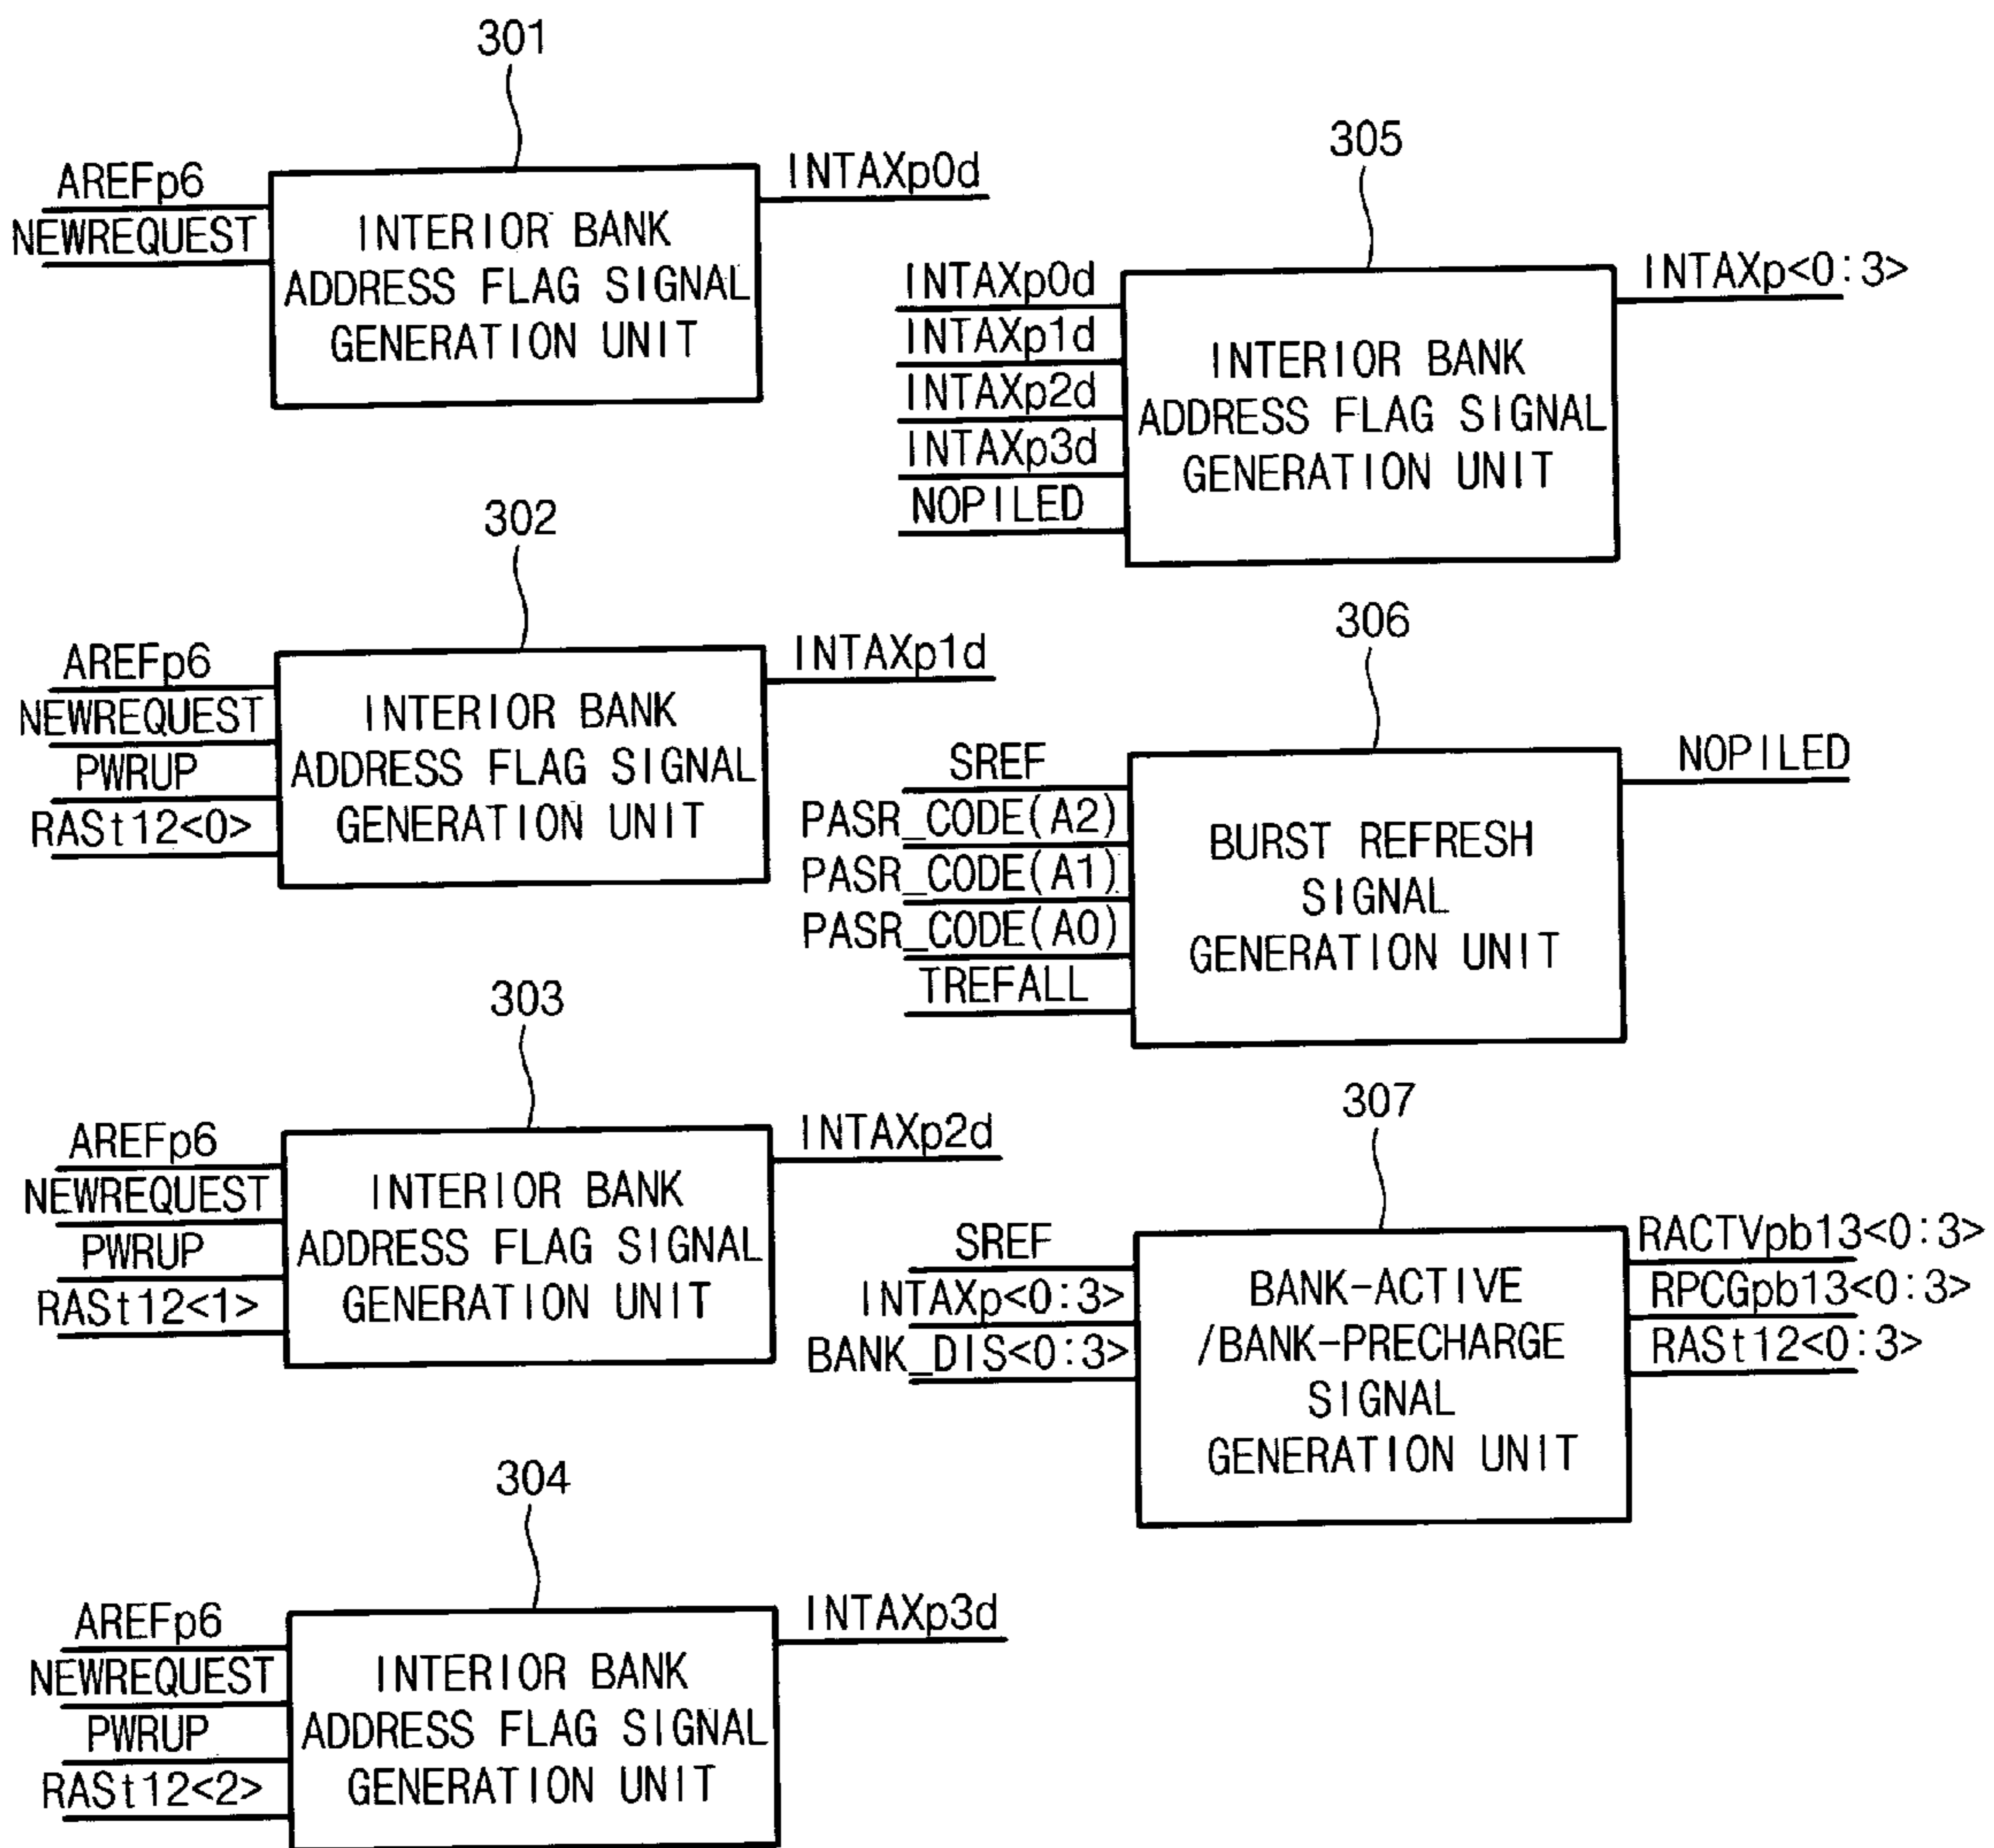 301
AREFp6
NEWREQUEST
INTERIOR BANK
ADDRESS FLAG SIGNAL
GENERATION UNIT
INTAXp0d
302
AREFp6
NEWREQUEST
PWRUP
RASt12<0>
INTERIOR BANK
ADDRESS FLAG SIGNAL
GENERATION UNIT
INTAXp1d
303
AREFp6
NEWREQUEST
PWRUP
RASt12<1>
INTERIOR BANK
ADDRESS FLAG SIGNAL
GENERATION UNIT
INTAXp2d
304
AREFp6
NEWREQUEST
PWRUP
RASt12<2>
INTERIOR BANK
ADDRESS FLAG SIGNAL
GENERATION UNIT
INTAXp3d
305
INTAXp0d
INTAXp1d
INTAXp2d
INTAXp3d
NOPILED
INTERIOR BANK
ADDRESS FLAG SIGNAL
GENERATION UNIT
INTAXp<0:3>
306
SREF
PASR_CODE(A2)
PASR_CODE(A1)
PASR_CODE(A0)
TREFALL
BURST REFRESH
SIGNAL
GENERATION UNIT
NOPILED
307
SREF
INTAXp<0:3>
BANK_DIS<0:3>
BANK-ACTIVE
/BANK-PRECHARGE
SIGNAL
GENERATION UNIT
RACTVpb13<0:3>
RPCGpb13<0:3>
RASt12<0:3>